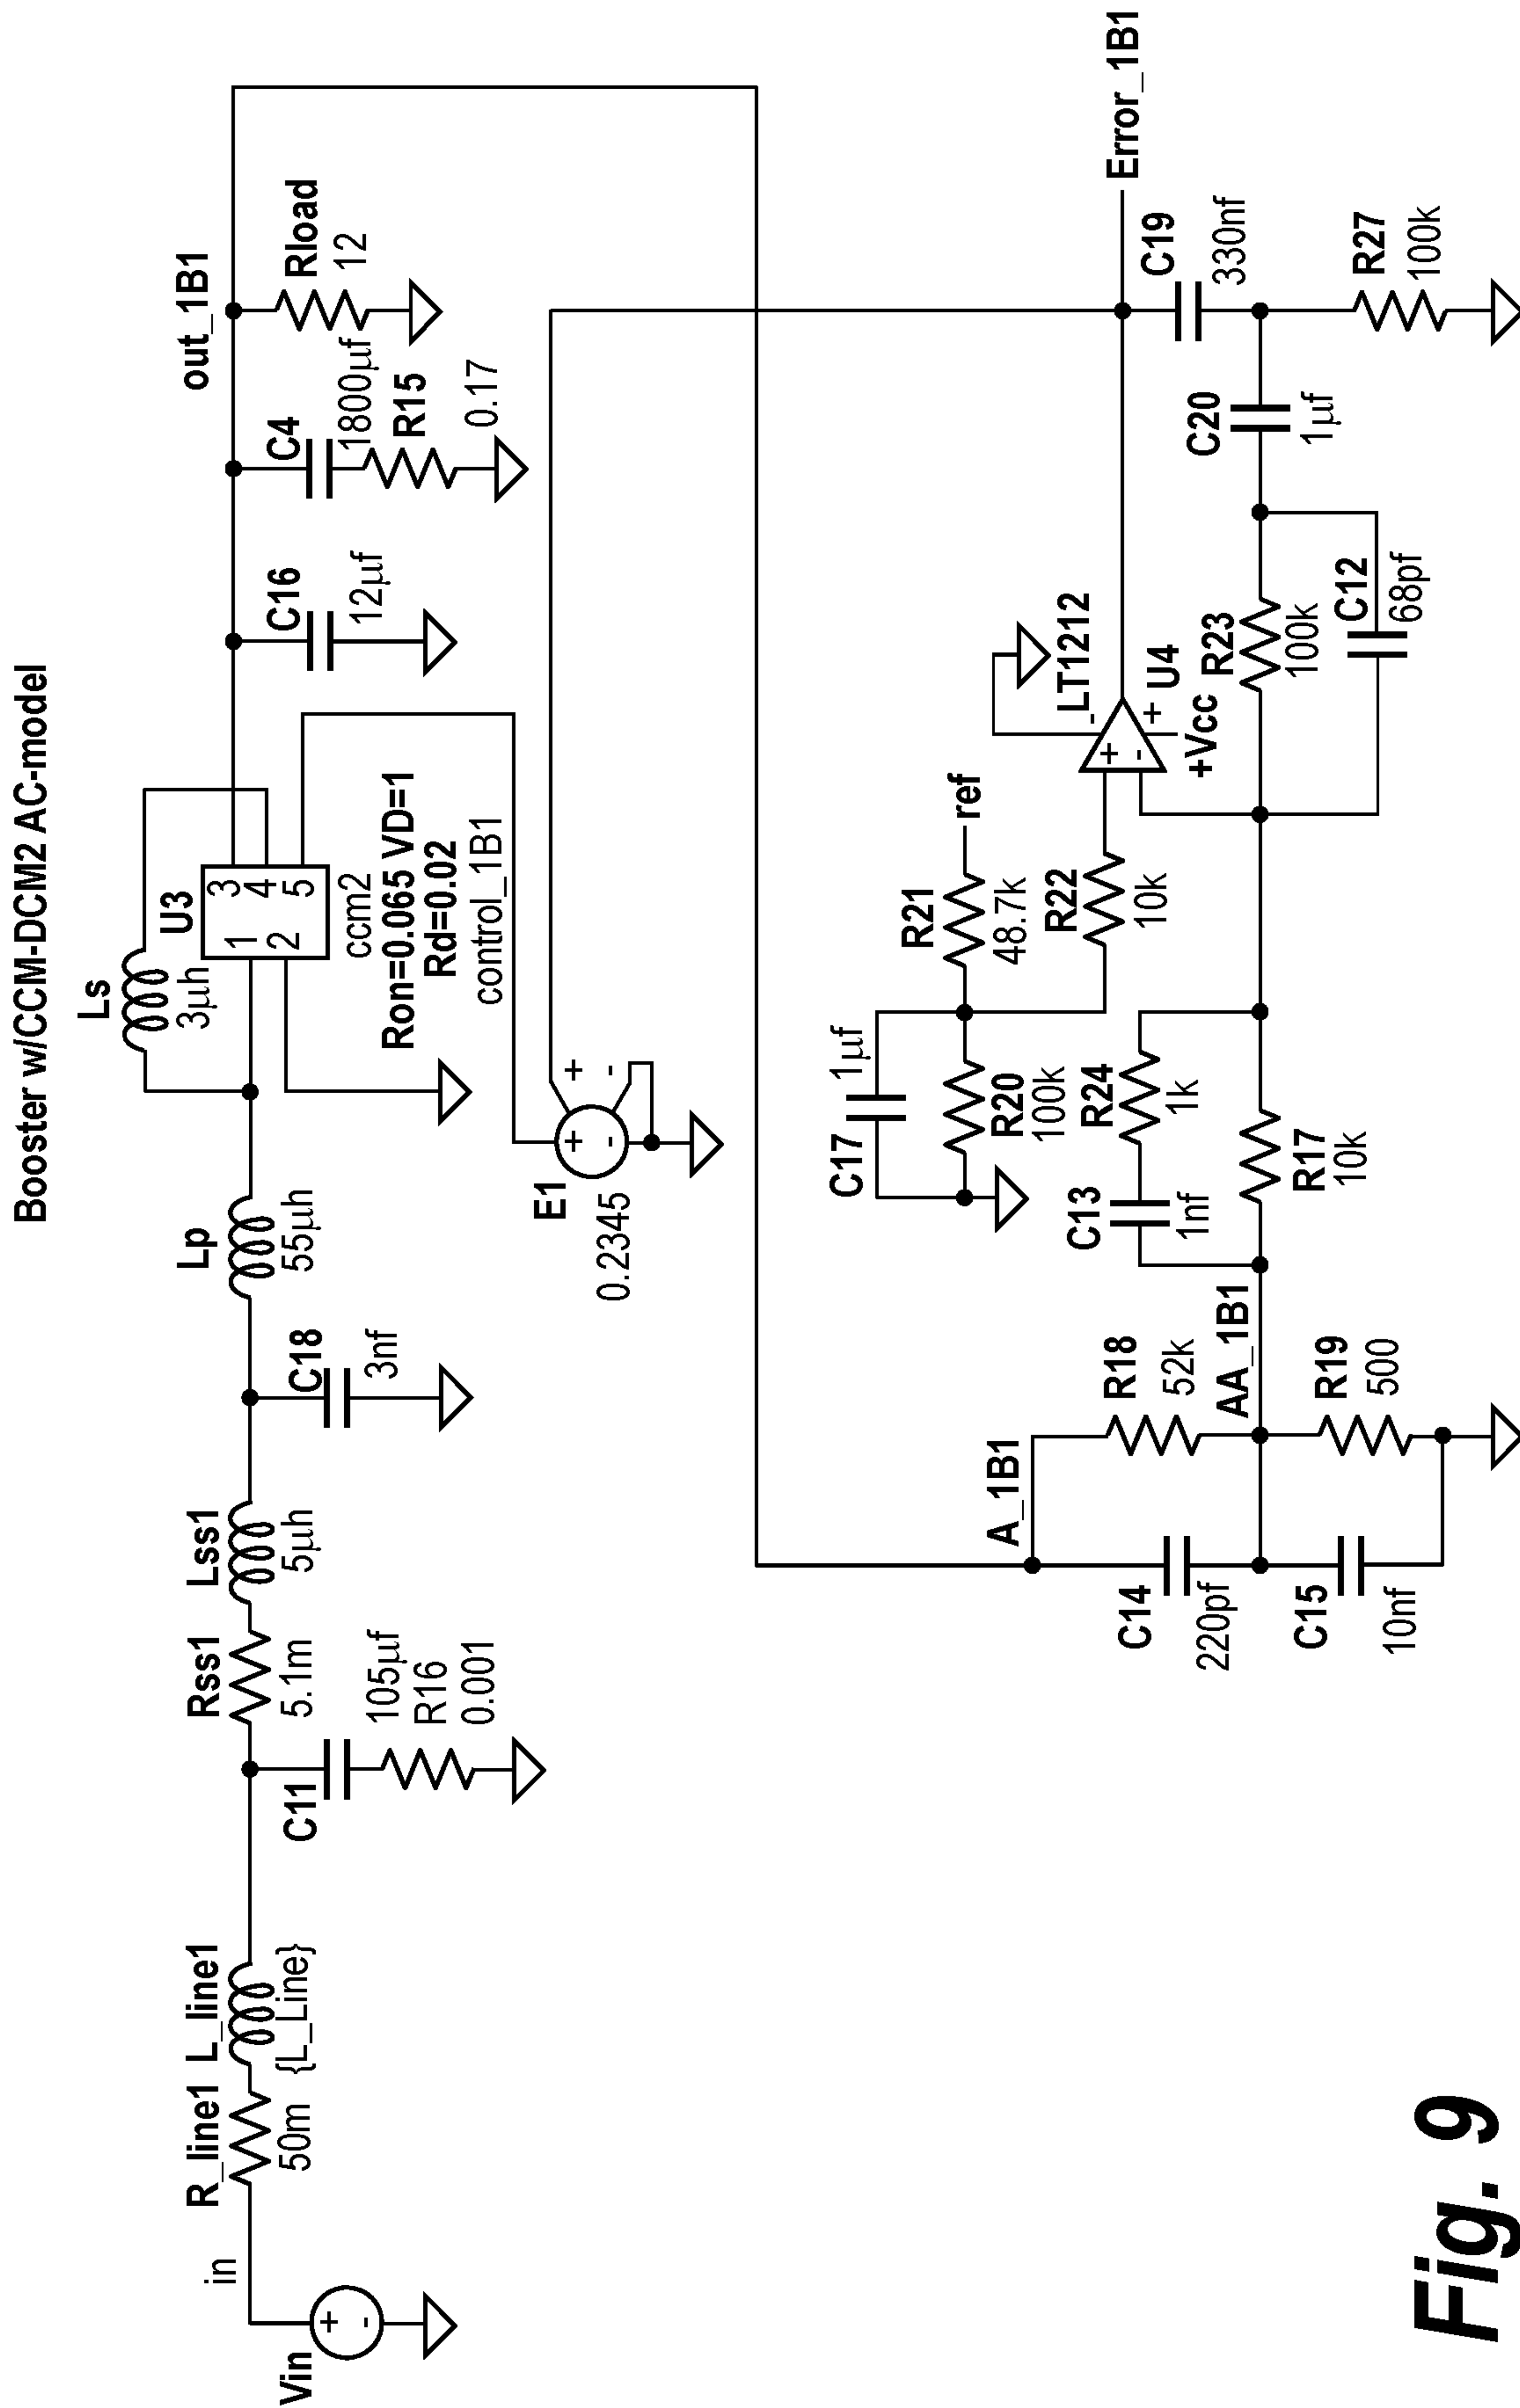 Booster w/CCM-DCM2 AC-model
Vin
+
-
in
R_line1
50m
L_line1
{L_Line}
C11
105µf
R16
0.001
Rss1
5.1m
Lss1
5µh
C18
3nf
Lp
55µh
Ls
3µh
U3
1
2
3
4
5
ccm2
Ron=0.065 VD=1
Rd=0.02
control_1B1
C16
12µf
C4
1800µf
R15
0.17
out_1B1
Rload
12
E1
0.2345
+
-
+
-
A_1B1
C14
220pf
C15
10nf
R18
52k
AA_1B1
R19
500
C13
1nf
R24
1k
R17
10k
C17
1µf
R20
100k
R21
48.7k
ref
R22
10k
LT1212
U4
+
-
-
+
+Vcc
R23
100k
C12
68pf
C20
1µf
C19
330nf
R27
100k
Error_1B1
Fig. 9